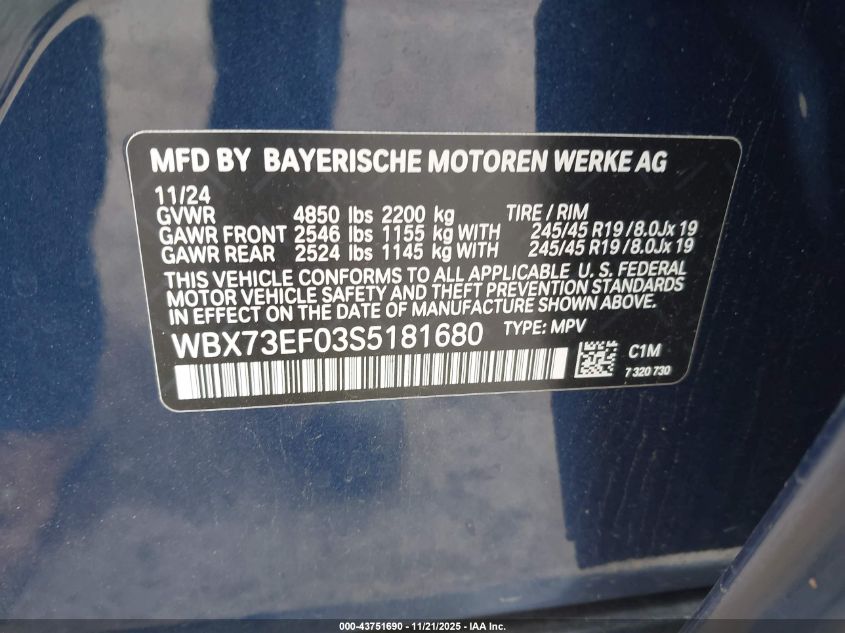 MFD BY BAYERISCHE MOTOREN WERKE AG
11/24
GVWR 4850 lbs 2200 kg TIRE / RIM
GAWR FRONT 2546 lbs 1155 kg WITH 245/45 R19 /8.0Jx 19
GAWR REAR 2524 lbs 1145 kg WITH 245/45 R19 /8.0Jx 19
THIS VEHICLE CONFORMS TO ALL APPLICABLE U. S. FEDERAL
MOTOR VEHICLE SAFETY AND THEFT PREVENTION STANDARDS
IN EFFECT ON THE DATE OF MANUFACTURE SHOWN ABOVE.
WBX73EF03S5181680 TYPE: MPV
C1M
7 320 730
000-43751690 - 11/21/2025 - IAA Inc.